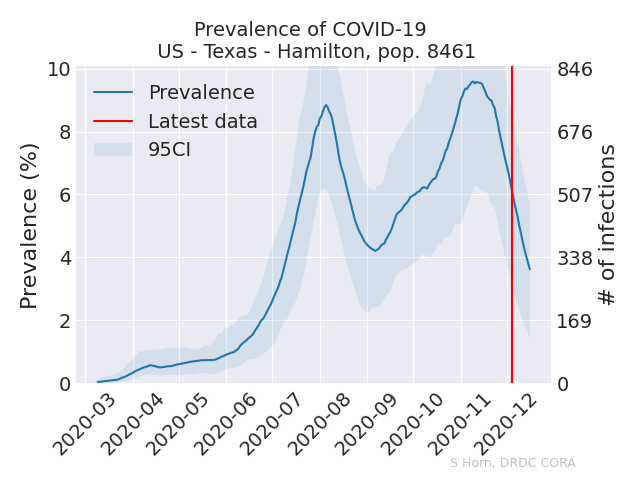 Prevalence of COVID-19
US - Texas - Hamilton, pop. 8461
Prevalence (%)
10
8
6
4
2
0
Prevalence
Latest data
95CI
846
676
507
338
169
0
# of infections
2020-03
2020-04
2020-05
2020-06
2020-07
2020-08
2020-09
2020-10
2020-11
2020-12
S Horn, DRDC CORA